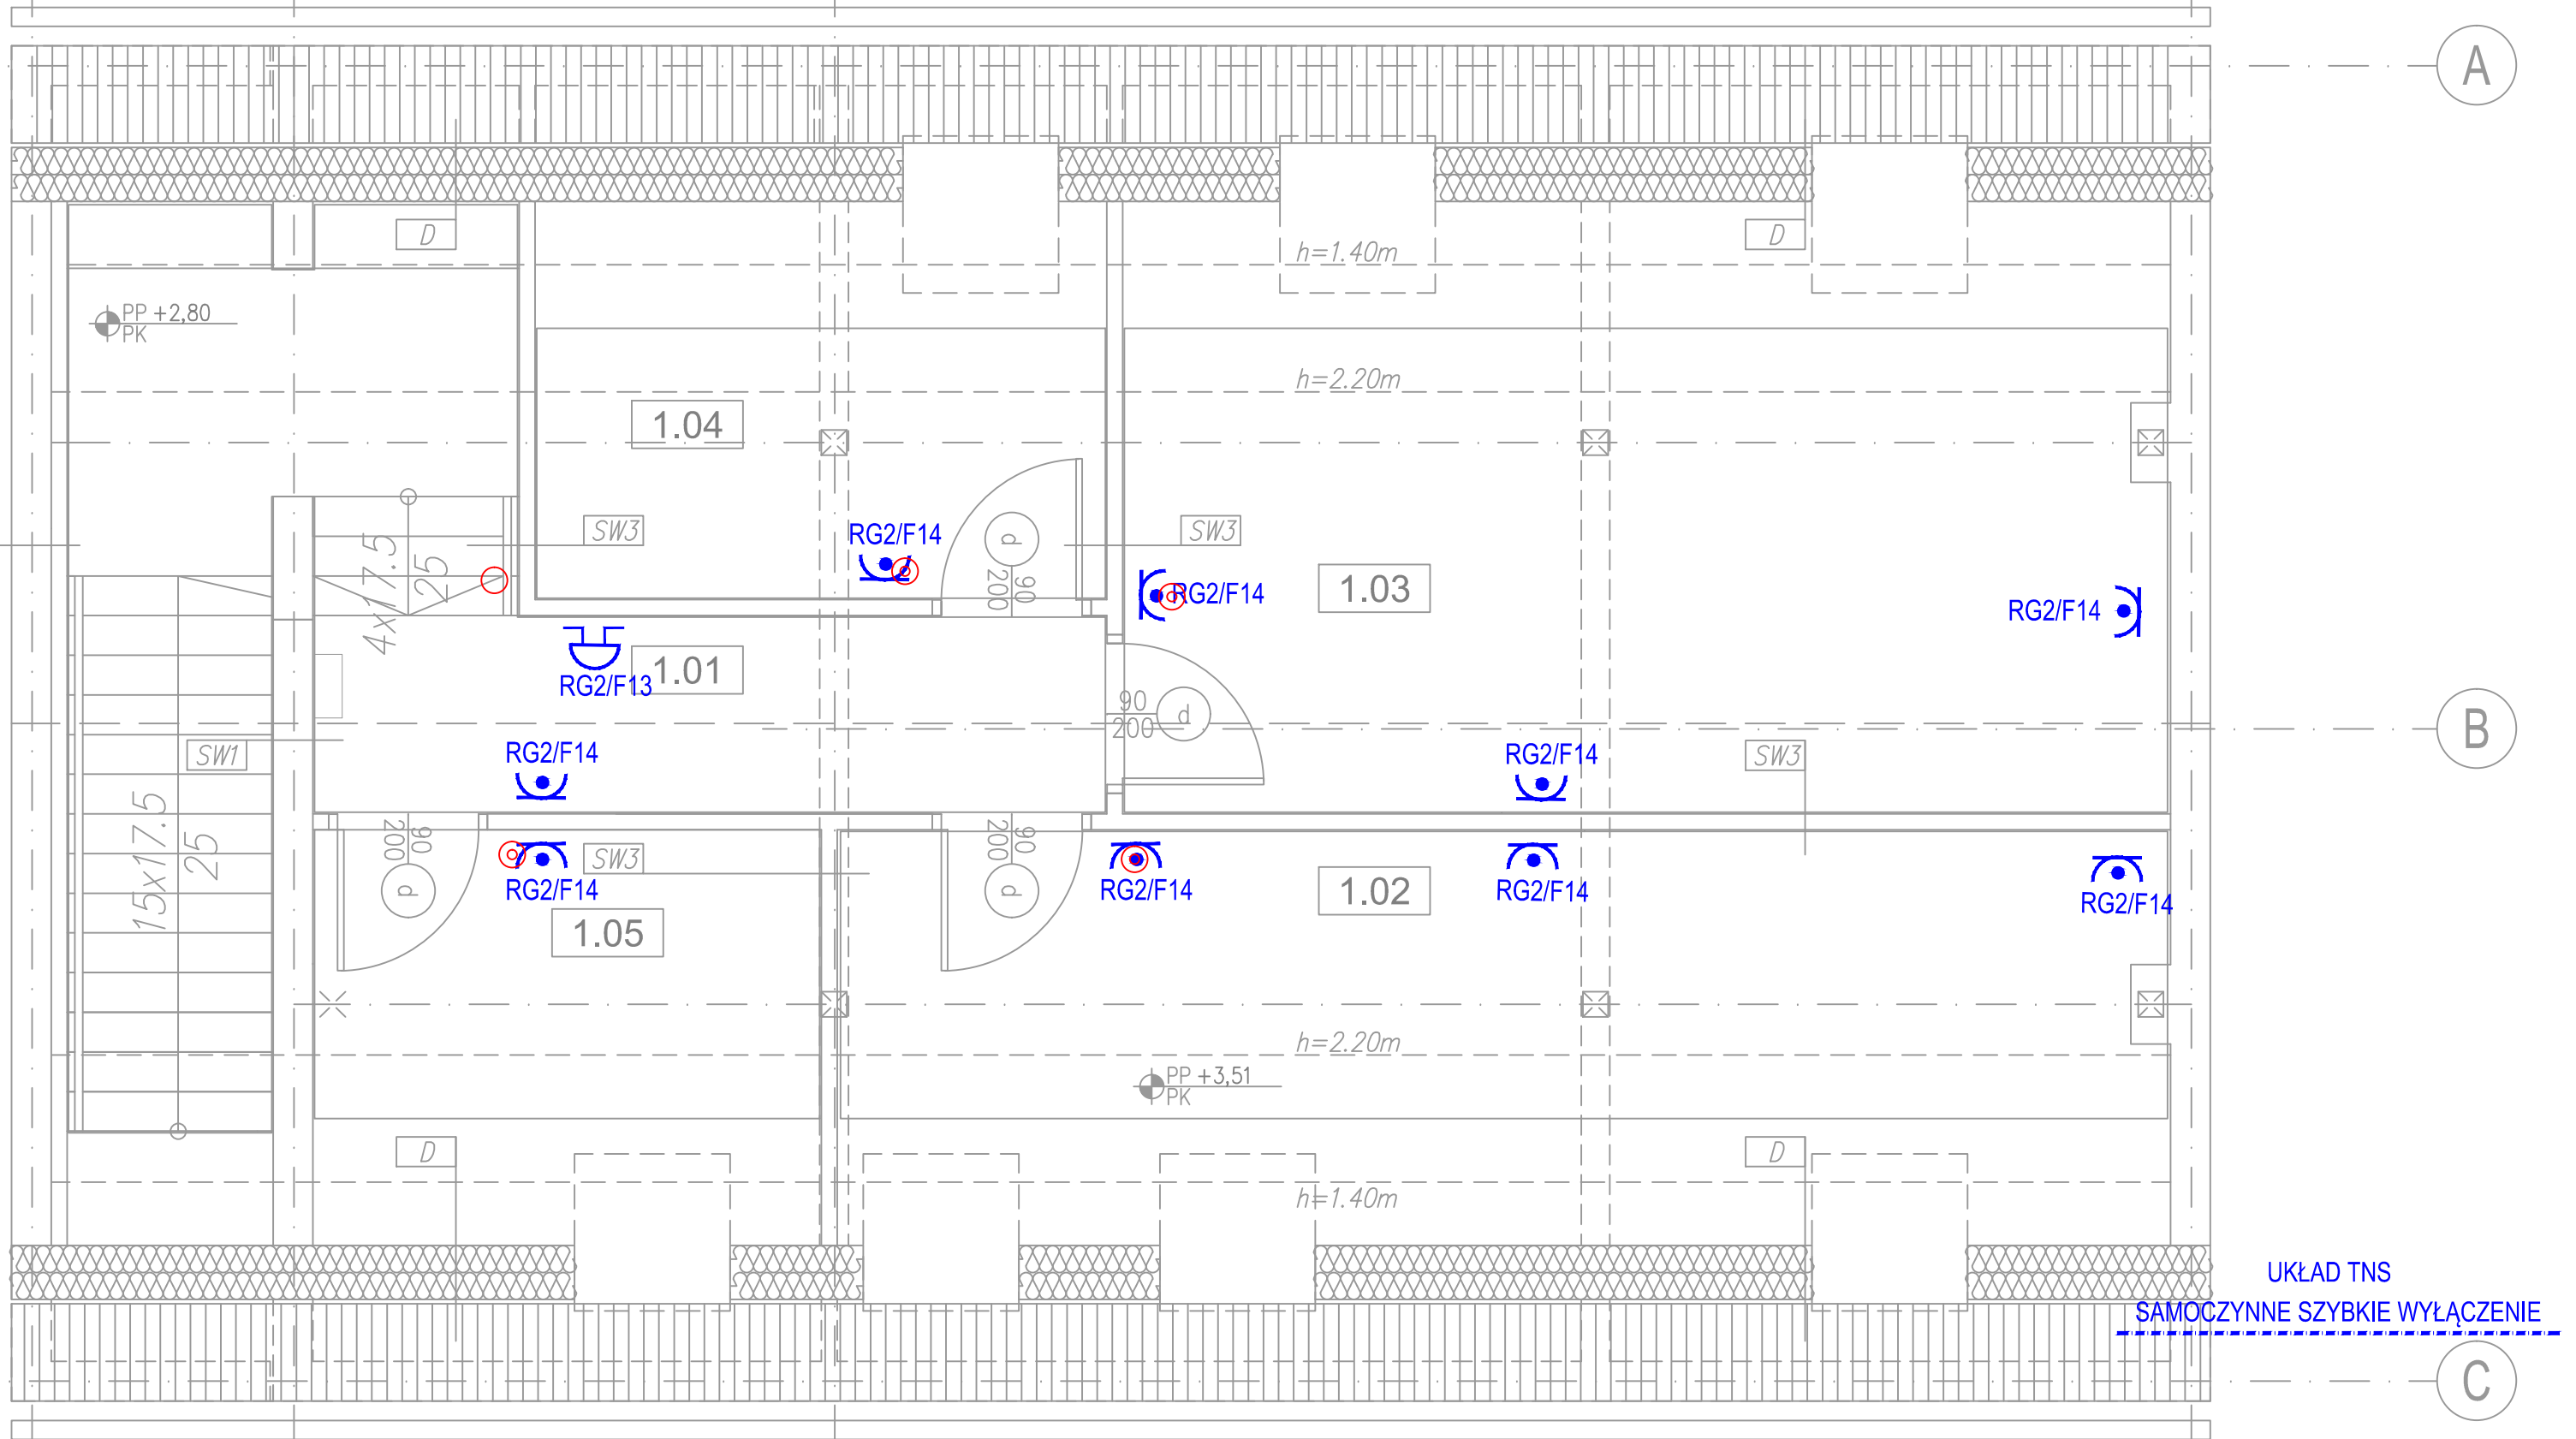 A
D
D
h=1.40m
PP +2,80
PK
h=2.20m
1.04
SW3
RG2/F14
SW3
4x17.5
25
d
90
200
RG2/F14
1.03
RG2/F14
1.01
RG2/F13
90
200
d
B
SW1
RG2/F14
RG2/F14
SW3
15x17.5
25
90
200
d
RG2/F14
SW3
90
200
d
RG2/F14
RG2/F14
1.02
RG2/F14
1.05
h=2.20m
PP +3,51
PK
D
D
h=1.40m
UKŁAD TNS
SAMOCZYNNE SZYBKIE WYŁĄCZENIE
C